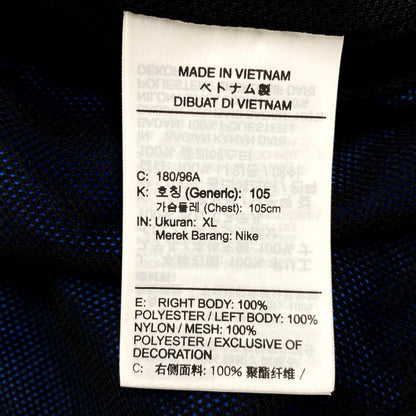 MADE IN VIETNAM
ベトナム製
DIBUAT DI VIETNAM
C: 180/96A
K: 호칭 (Generic): 105
가슴둘레 (Chest): 105cm
IN: Ukuran: XL
Merek Barang: Nike
E: RIGHT BODY: 100%
POLYESTER / LEFT BODY: 100%
NYLON / MESH: 100%
POLYESTER / EXCLUSIVE OF
DECORATION
C: 右侧面料: 100% 聚酯纤维 /